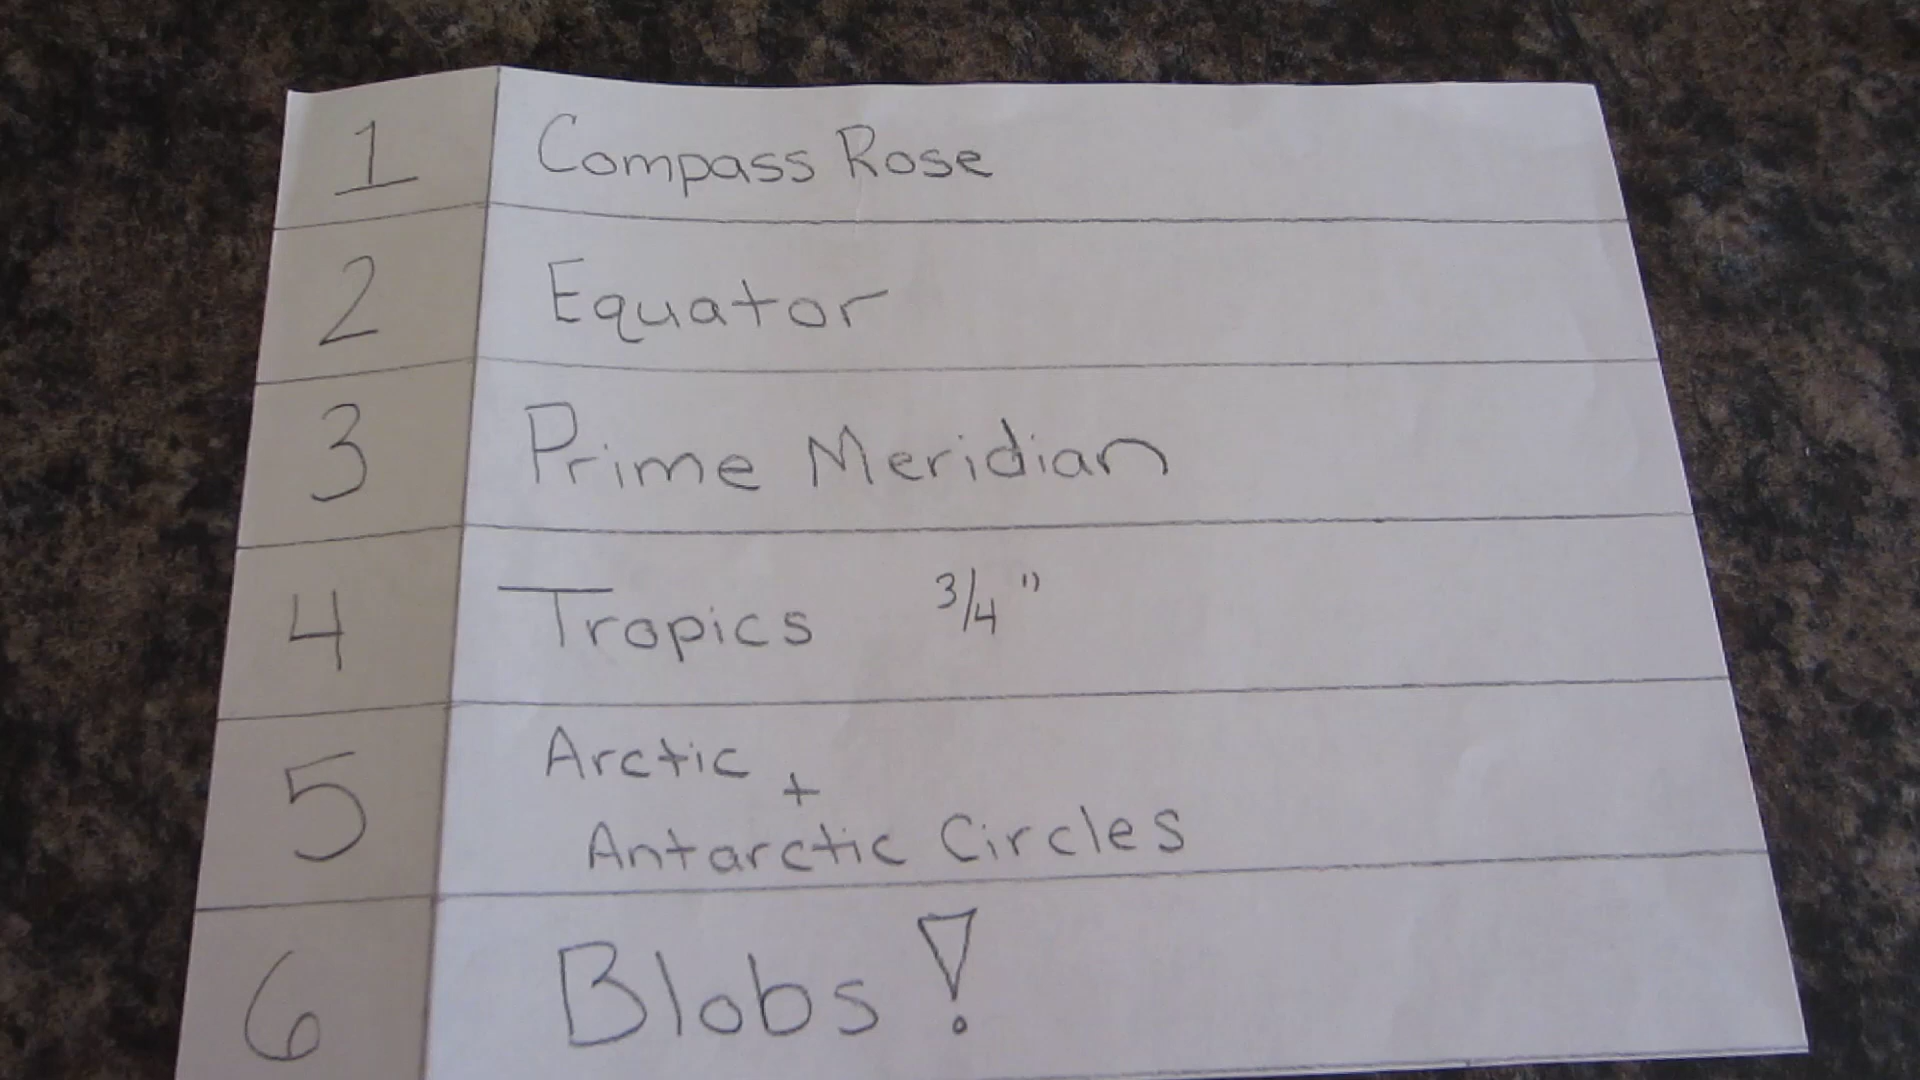 1 Compass Rose
2 Equator
3 Prime Meridian
4 Tropics 3/4"
5 Arctic +
Antarctic Circles
6 Blobs!